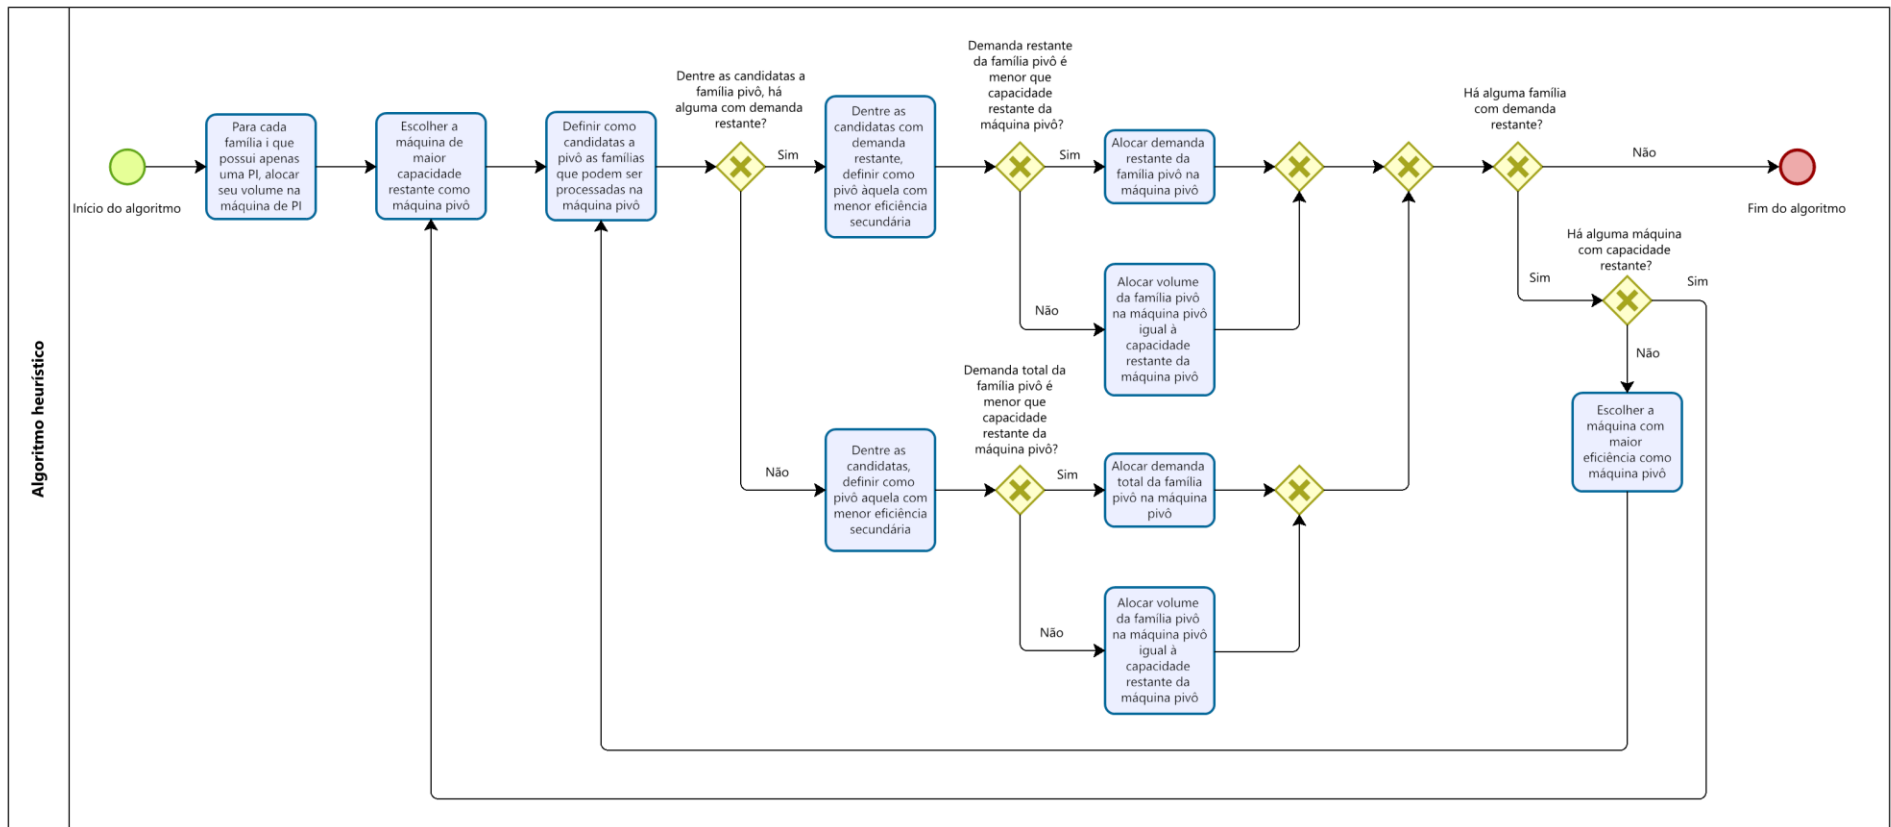 Algoritmo heurístico
Início do algoritmo
Para cada
família i que
possui apenas
uma PI, alocar
seu volume na
máquina de PI
Escolher a
máquina de
maior
capacidade
restante como
máquina pivô
Definir como
candidatas a
pivô as famílias
que podem ser
processadas na
máquina pivô
Dentre as candidatas a
família pivô, há
alguma com demanda
restante?
Sim
Não
Dentre as
candidatas com
demanda
restante,
definir como
pivô àquela com
menor eficiência
secundária
Demanda restante
da família pivô é
menor que
capacidade
restante da
máquina pivô?
Sim
Não
Alocar demanda
restante da
família pivô na
máquina pivô
Alocar volume
da família pivô
na máquina pivô
igual à
capacidade
restante da
máquina pivô
Dentre as
candidatas,
definir como
pivô aquela com
menor eficiência
secundária
Demanda total da
família pivô é
menor que
capacidade
restante da
máquina pivô?
Sim
Não
Alocar demanda
total da família
pivô na máquina
pivô
Alocar volume
da família pivô
na máquina pivô
igual à
capacidade
restante da
máquina pivô
Há alguma família
com demanda
restante?
Não
Sim
Fim do algoritmo
Há alguma máquina
com capacidade
restante?
Sim
Não
Escolher a
máquina com
maior
eficiência como
máquina pivô